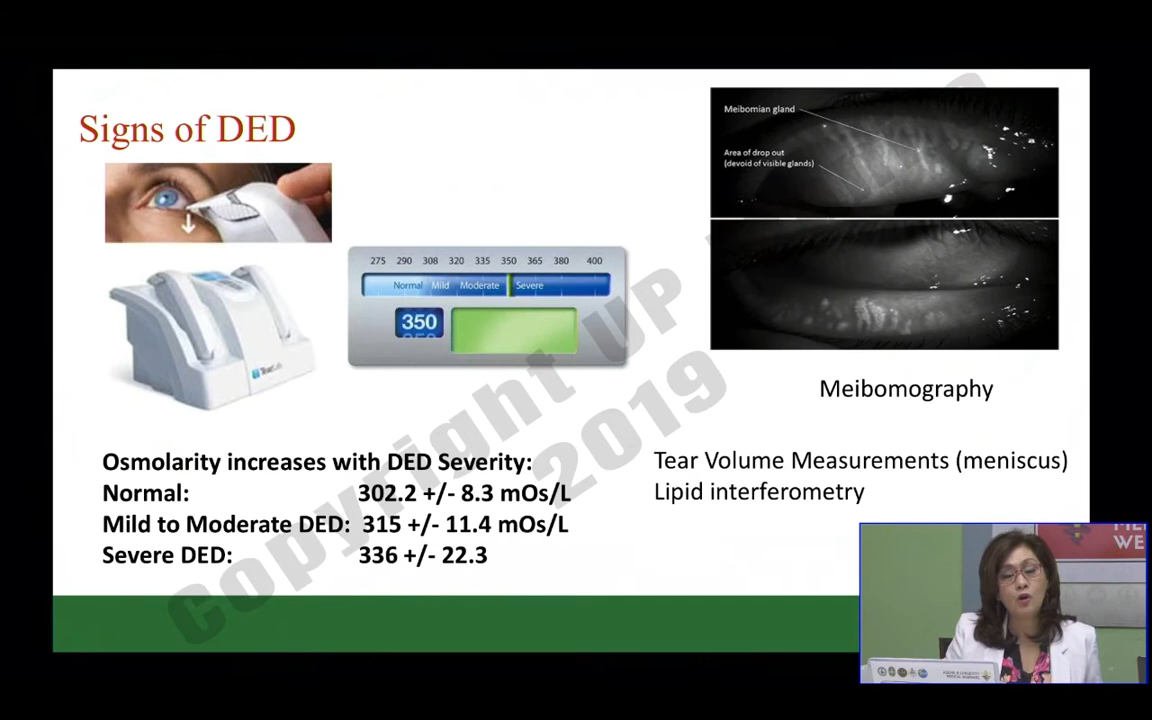 Signs of DED
Meibomian gland
Area of drop out
(devoid of visible glands)
275 290 308 320 335 350 365 380 400
Normal Mild Moderate Severe
350
TearLab
Meibomography
Osmolarity increases with DED Severity:
Normal: 302.2 +/- 8.3 mOs/L
Mild to Moderate DED: 315 +/- 11.4 mOs/L
Severe DED: 336 +/- 22.3
Tear Volume Measurements (meniscus)
Lipid interferometry
Copyright UP
2019
WE